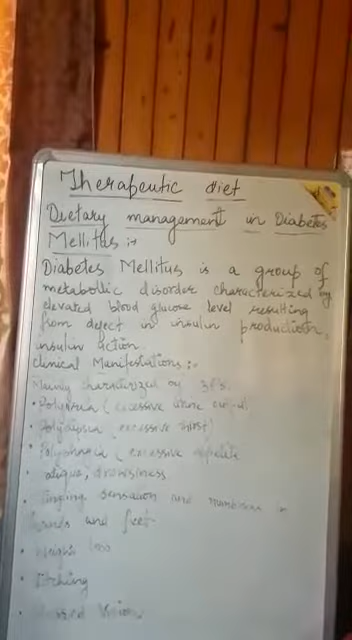 Therapeutic diet
Dietary management in Diabetes
Mellitus :-
Diabetes Mellitus is a group of
metabolic disorder characterized by
elevated blood glucose level resulting
from defect in insulin production,
insulin action
Clinical Manifestations :-
Mainly characterized by 3P's.
• Polyuria (excessive urine output
• Polydipsia (excessive thirst)
• Polyphagia (excessive
• fatigue, drowsiness
• Tingling sensation and numbness in
hands and feet
• Weight loss
• Itching
• Vision